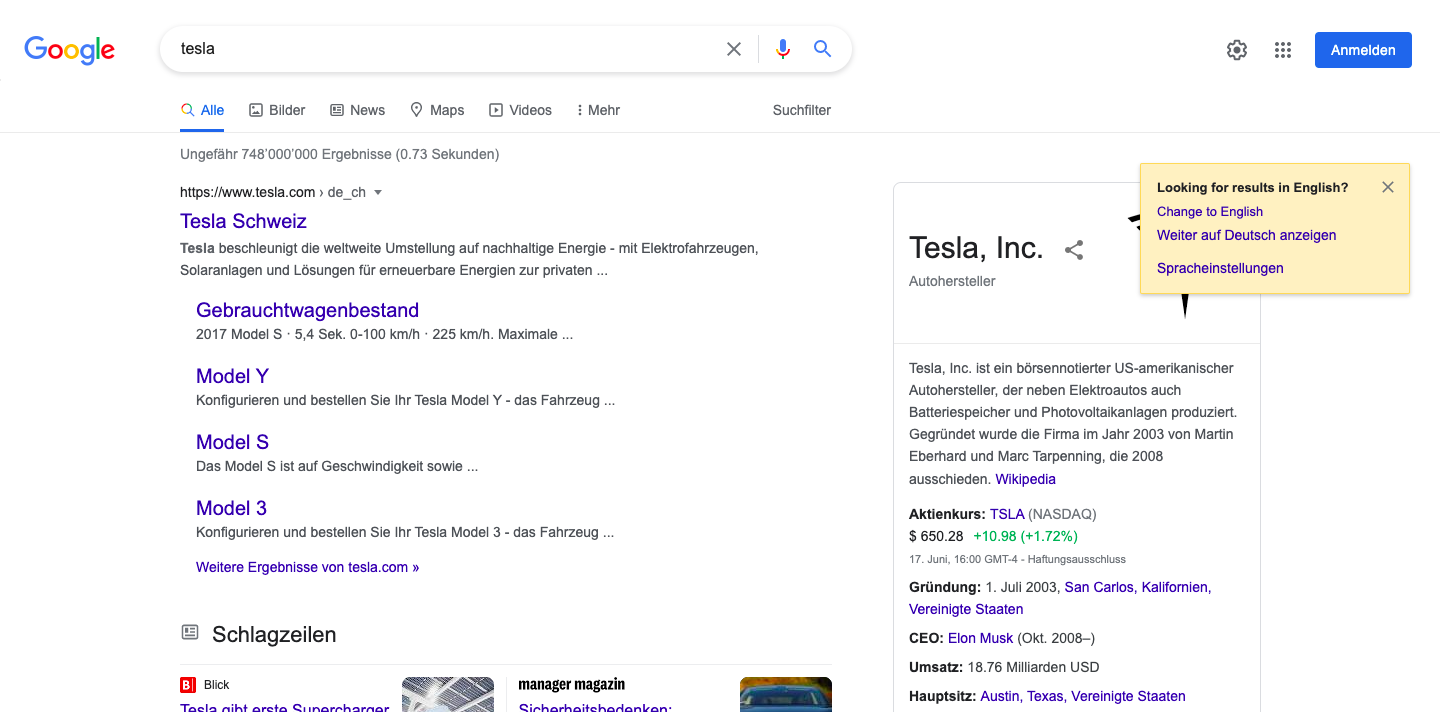 Google
tesla
Anmelden
Alle
Bilder
News
Maps
Videos
Mehr
Suchfilter
Ungefähr 748’000’000 Ergebnisse (0.73 Sekunden)
https://www.tesla.com › de_ch
Tesla Schweiz
Tesla beschleunigt die weltweite Umstellung auf nachhaltige Energie - mit Elektrofahrzeugen,
Solaranlagen und Lösungen für erneuerbare Energien zur privaten ...
Gebrauchtwagenbestand
2017 Model S · 5,4 Sek. 0-100 km/h · 225 km/h. Maximale ...
Model Y
Konfigurieren und bestellen Sie Ihr Tesla Model Y - das Fahrzeug ...
Model S
Das Model S ist auf Geschwindigkeit sowie ...
Model 3
Konfigurieren und bestellen Sie Ihr Tesla Model 3 - das Fahrzeug ...
Weitere Ergebnisse von tesla.com »
Schlagzeilen
B Blick
Tesla gibt erste Supercharger
manager magazin
Sicherheitsbedenken:
Looking for results in English?
Change to English
Weiter auf Deutsch anzeigen
Spracheinstellungen
Tesla, Inc.
Autohersteller
Tesla, Inc. ist ein börsennotierter US-amerikanischer
Autohersteller, der neben Elektroautos auch
Batteriespeicher und Photovoltaikanlagen produziert.
Gegründet wurde die Firma im Jahr 2003 von Martin
Eberhard und Marc Tarpenning, die 2008
ausschieden. Wikipedia
Aktienkurs: TSLA (NASDAQ)
$ 650.28 +10.98 (+1.72%)
17. Juni, 16:00 GMT-4 - Haftungsausschluss
Gründung: 1. Juli 2003, San Carlos, Kalifornien,
Vereinigte Staaten
CEO: Elon Musk (Okt. 2008–)
Umsatz: 18.76 Milliarden USD
Hauptsitz: Austin, Texas, Vereinigte Staaten